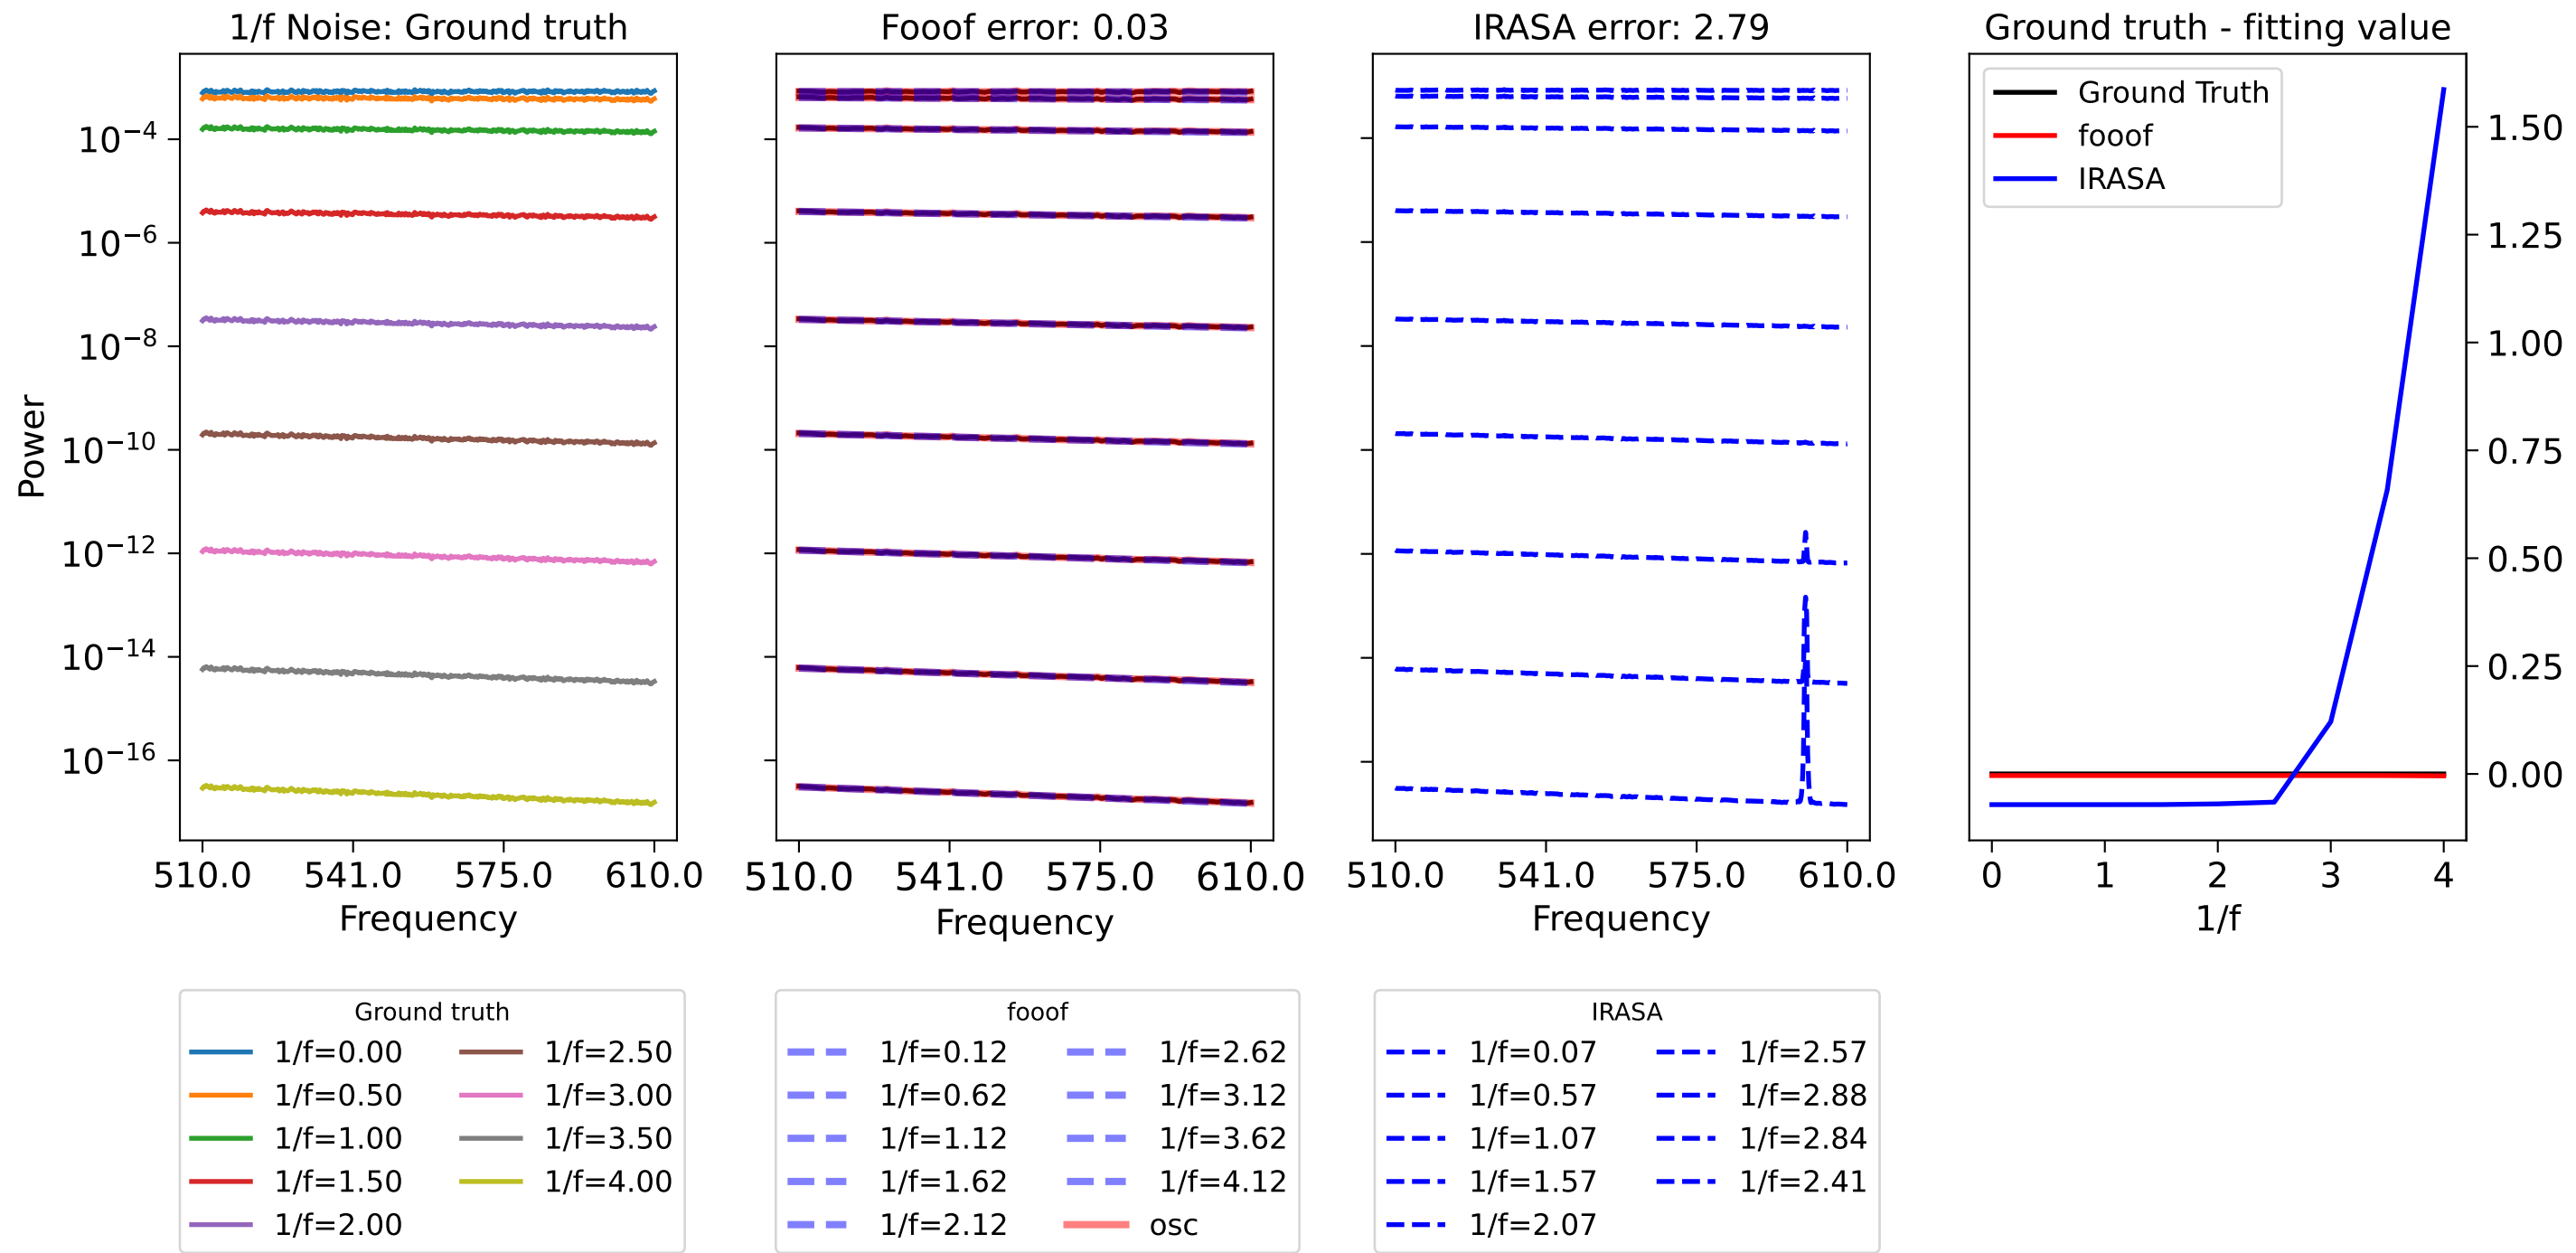 1/f Noise: Ground truth
Fooof error: 0.03
IRASA error: 2.79
Ground truth - fitting value
Power
10⁻⁴
10⁻⁶
10⁻⁸
10⁻¹⁰
10⁻¹²
10⁻¹⁴
10⁻¹⁶
510.0 541.0 575.0 610.0
Frequency
510.0 541.0 575.0 610.0
Frequency
510.0 541.0 575.0 610.0
Frequency
Ground Truth
fooof
IRASA
1.50
1.25
1.00
0.75
0.50
0.25
0.00
0 1 2 3 4
1/f
Ground truth
1/f=0.00
1/f=0.50
1/f=1.00
1/f=1.50
1/f=2.00
1/f=2.50
1/f=3.00
1/f=3.50
1/f=4.00
fooof
1/f=0.12
1/f=0.62
1/f=1.12
1/f=1.62
1/f=2.12
1/f=2.62
1/f=3.12
1/f=3.62
1/f=4.12
osc
IRASA
1/f=0.07
1/f=0.57
1/f=1.07
1/f=1.57
1/f=2.07
1/f=2.57
1/f=2.88
1/f=2.84
1/f=2.41